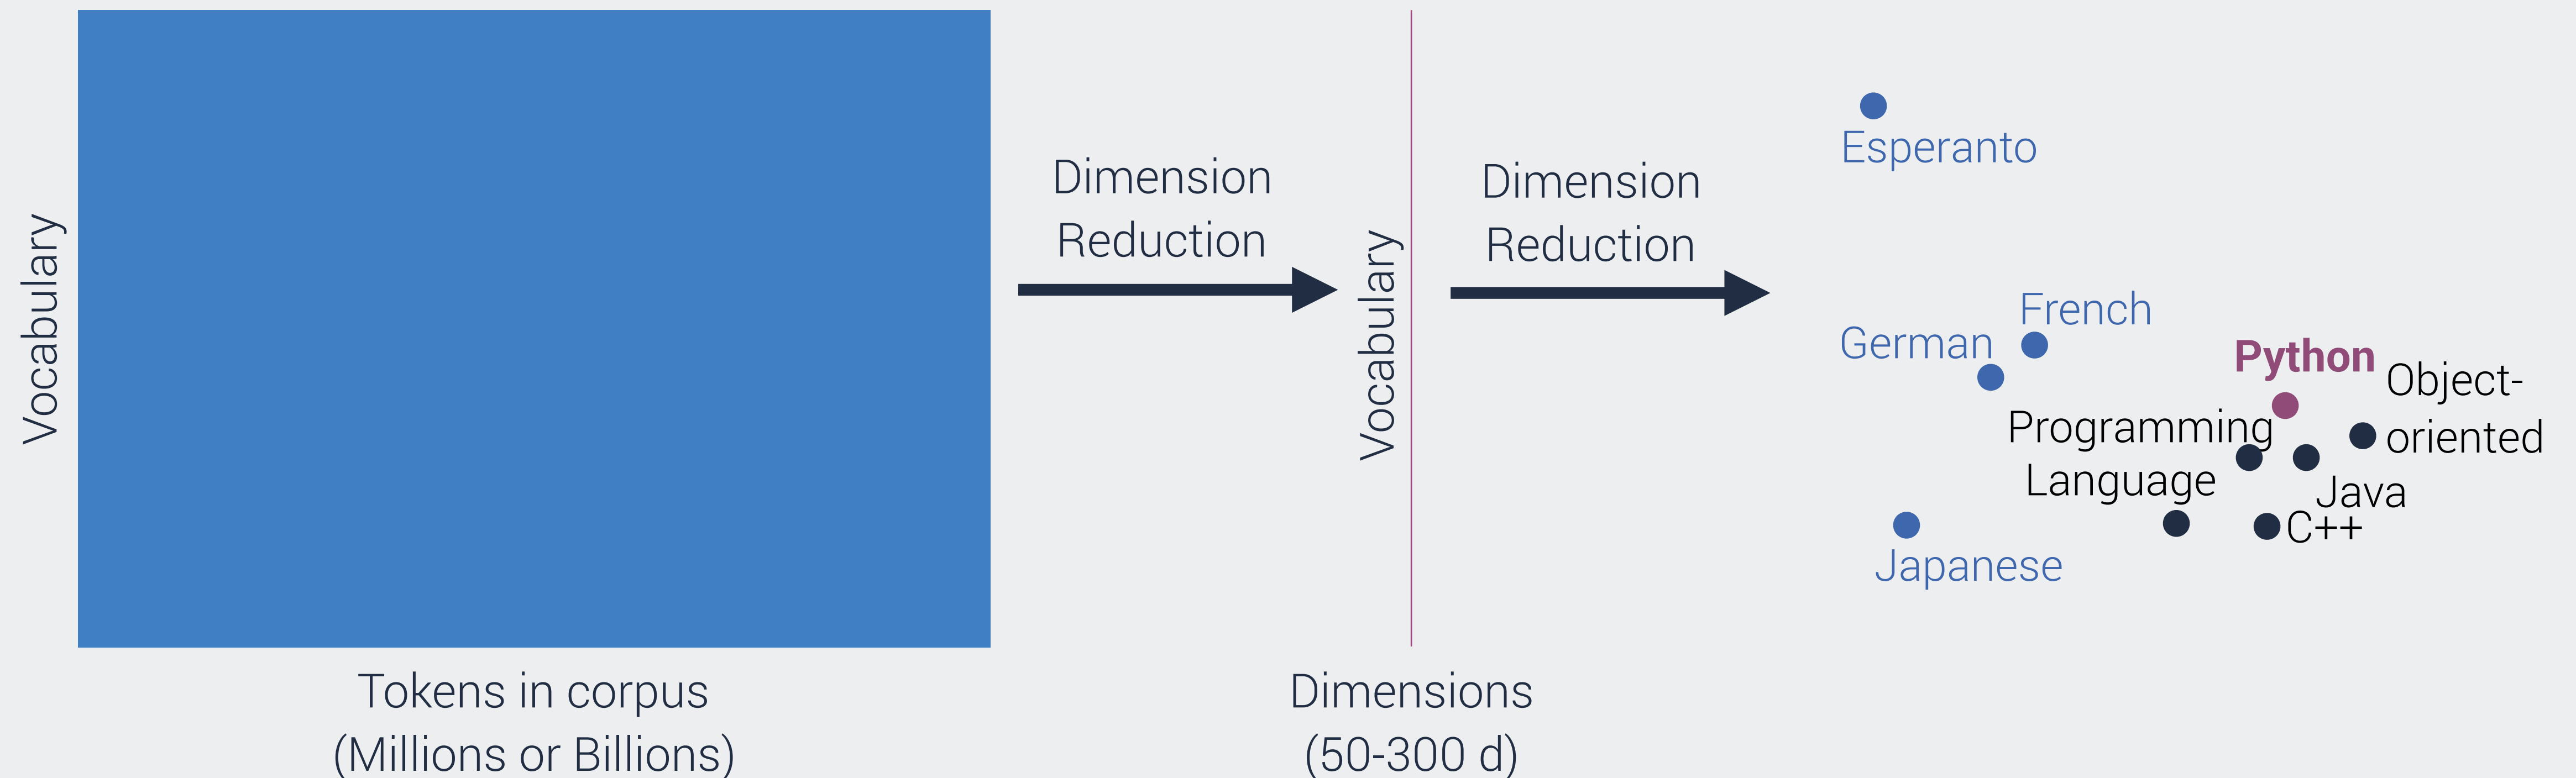 Vocabulary
Tokens in corpus
(Millions or Billions)
Dimension
Reduction
Vocabulary
Dimensions
(50-300 d)
Dimension
Reduction
Esperanto
French
German
Python
Object-
oriented
Programming
Language
Java
C++
Japanese